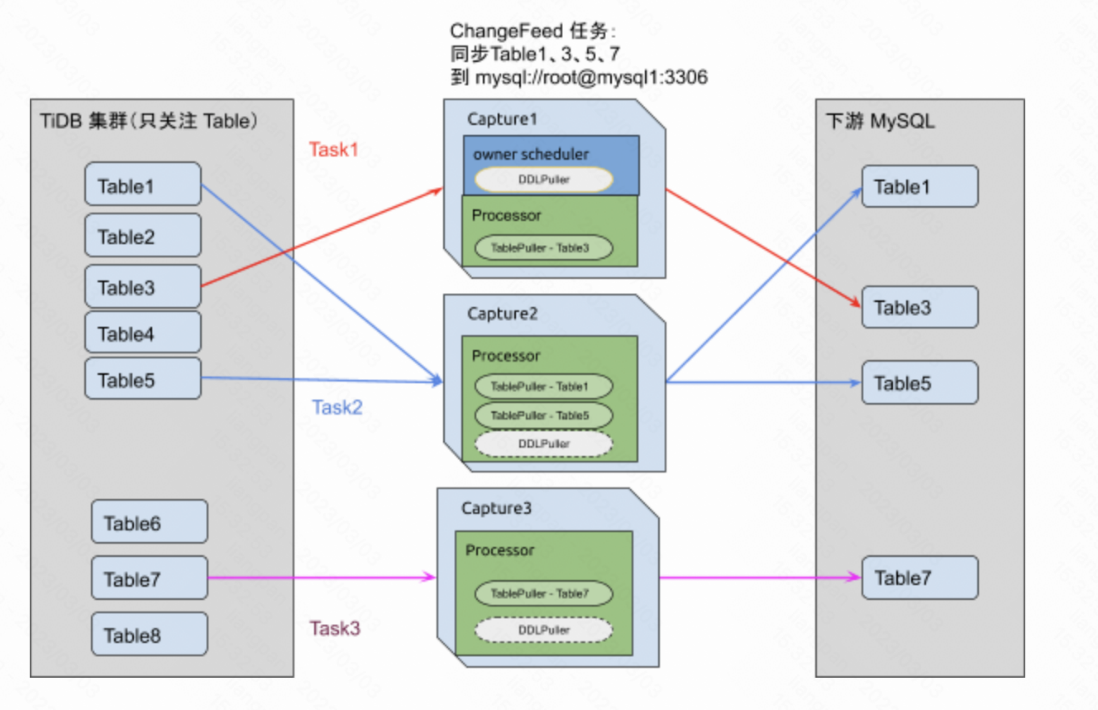 ChangeFeed 任务：
同步Table1、3、5、7
到 mysql://root@mysql1:3306
TiDB 集群（只关注 Table）
Table1
Table2
Table3
Table4
Table5
Table6
Table7
Table8
Task1
Task2
Task3
Capture1
owner scheduler
DDLPuller
Processor
TablePuller - Table3
Capture2
Processor
TablePuller - Table1
TablePuller - Table5
DDLPuller
Capture3
Processor
TablePuller - Table7
DDLPuller
下游 MySQL
Table1
Table3
Table5
Table7